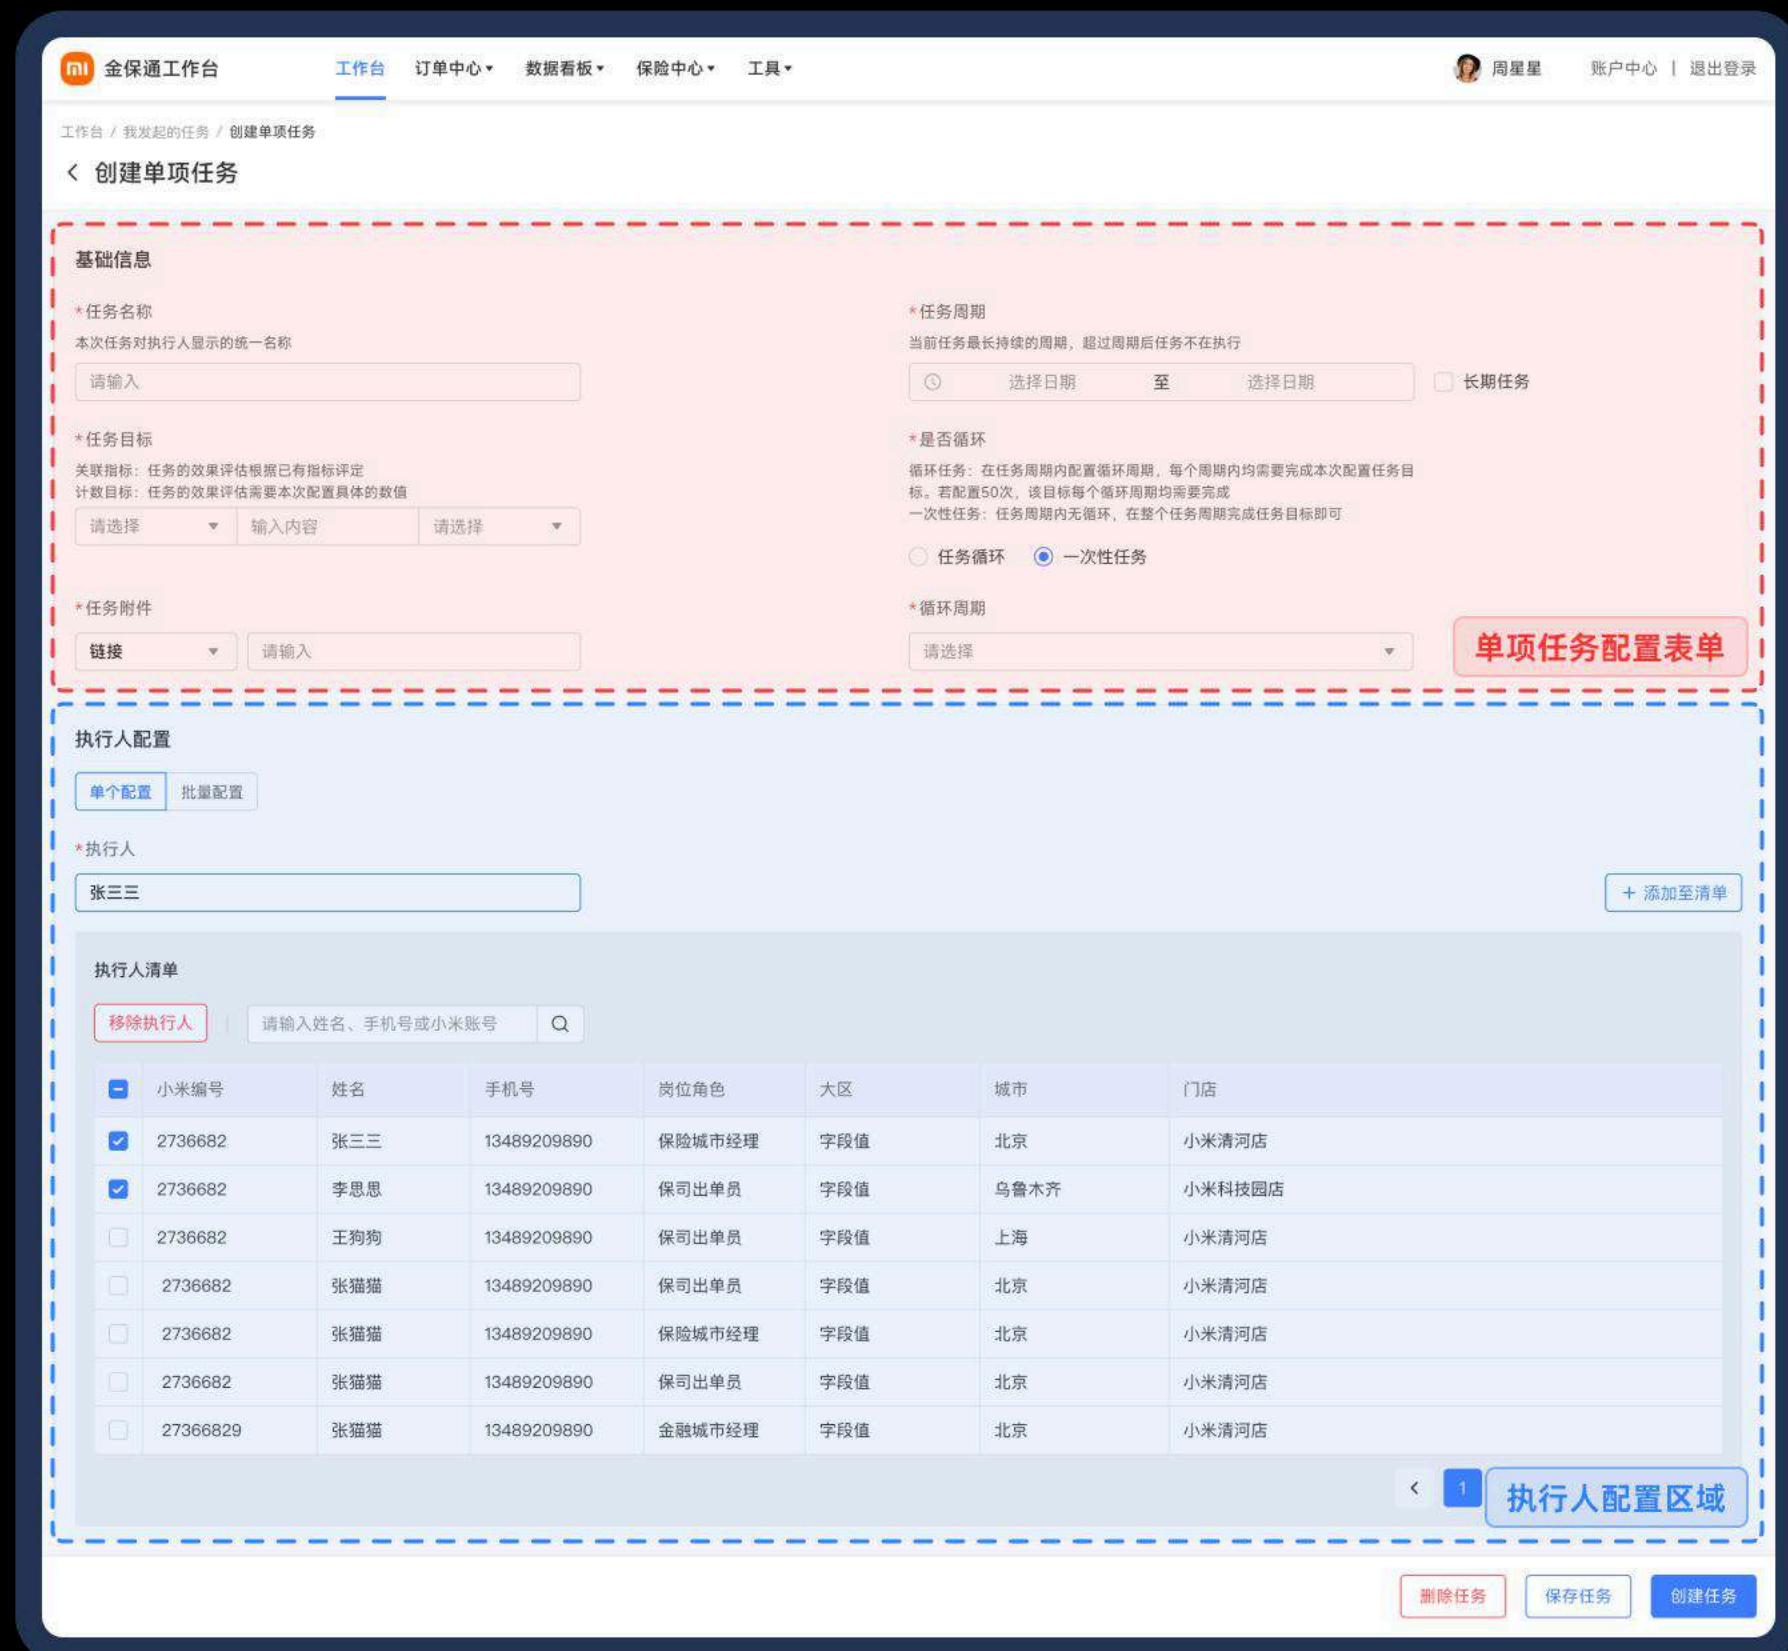 金保通工作台
工作台 订单中心 数据看板 保险中心 工具
周星星 账户中心 | 退出登录
工作台 / 我发起的任务 / 创建单项任务
创建单项任务
基础信息
*任务名称
本次任务对执行人显示的统一名称
请输入
*任务周期
当前任务最长持续的周期，超过周期后任务不在执行
选择日期 至 选择日期 长期任务
*任务目标
关联指标：任务的效果评估根据已有指标评定
计数目标：任务的效果评估需要本次配置具体的数值
请选择 输入内容 请选择
*是否循环
循环任务：在任务周期内配置循环周期，每个周期内均需要完成本次配置任务目
标。若配置50次，该目标每个循环周期均需要完成
一次性任务：任务周期内无循环，在整个任务周期完成任务目标即可
任务循环 一次性任务
*任务附件
链接 请输入
*循环周期
请选择
单项任务配置表单
执行人配置
单个配置 批量配置
*执行人
张三三
+ 添加至清单
执行人清单
移除执行人 请输入姓名、手机号或小米账号
小米编号 姓名 手机号 岗位角色 大区 城市 门店
2736682 张三三 13489209890 保险城市经理 字段值 北京 小米清河店
2736682 李思思 13489209890 保司出单员 字段值 乌鲁木齐 小米科技园店
2736682 王狗狗 13489209890 保司出单员 字段值 上海 小米清河店
2736682 张猫猫 13489209890 保司出单员 字段值 北京 小米清河店
2736682 张猫猫 13489209890 保险城市经理 字段值 北京 小米清河店
2736682 张猫猫 13489209890 保司出单员 字段值 北京 小米清河店
27366829 张猫猫 13489209890 金融城市经理 字段值 北京 小米清河店
1
执行人配置区域
删除任务 保存任务 创建任务